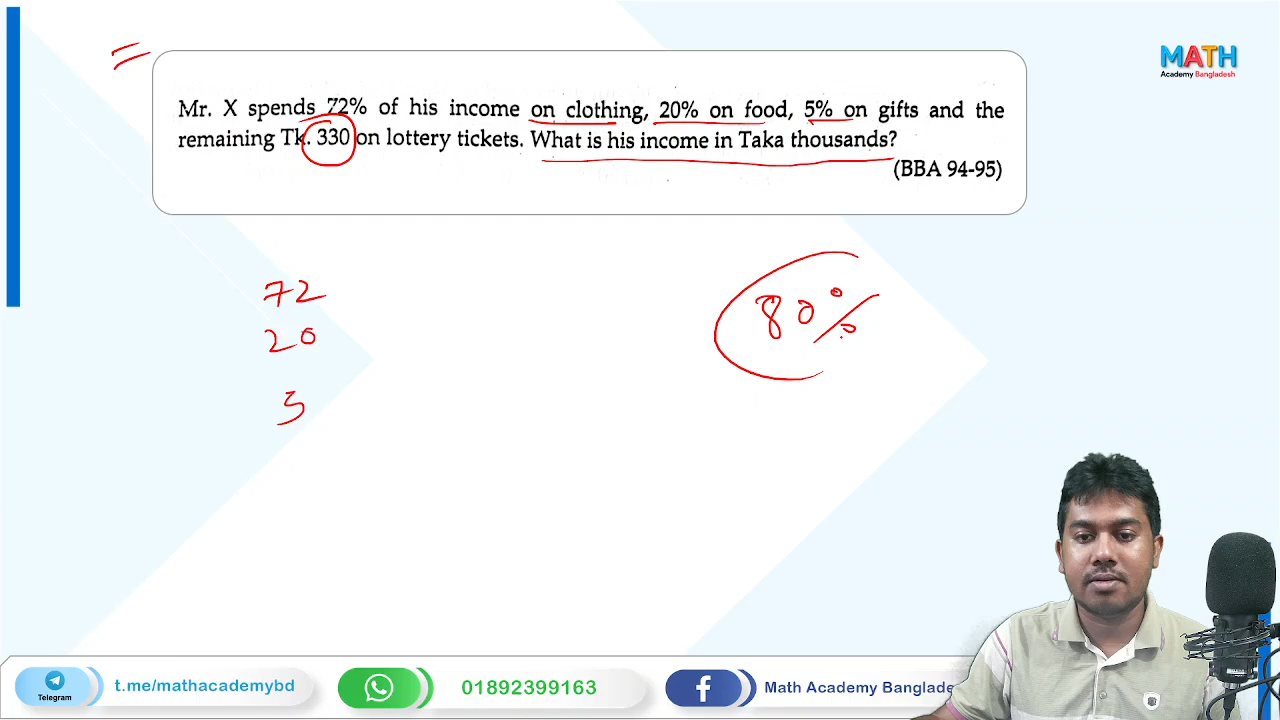 MATH
Academy Bangladesh
Mr. X spends 72% of his income on clothing, 20% on food, 5% on gifts and the
remaining Tk. 330 on lottery tickets. What is his income in Taka thousands?
(BBA 94-95)
72
20
5
80%
Telegram
t.me/mathacademybd
01892399163
Math Academy Banglade